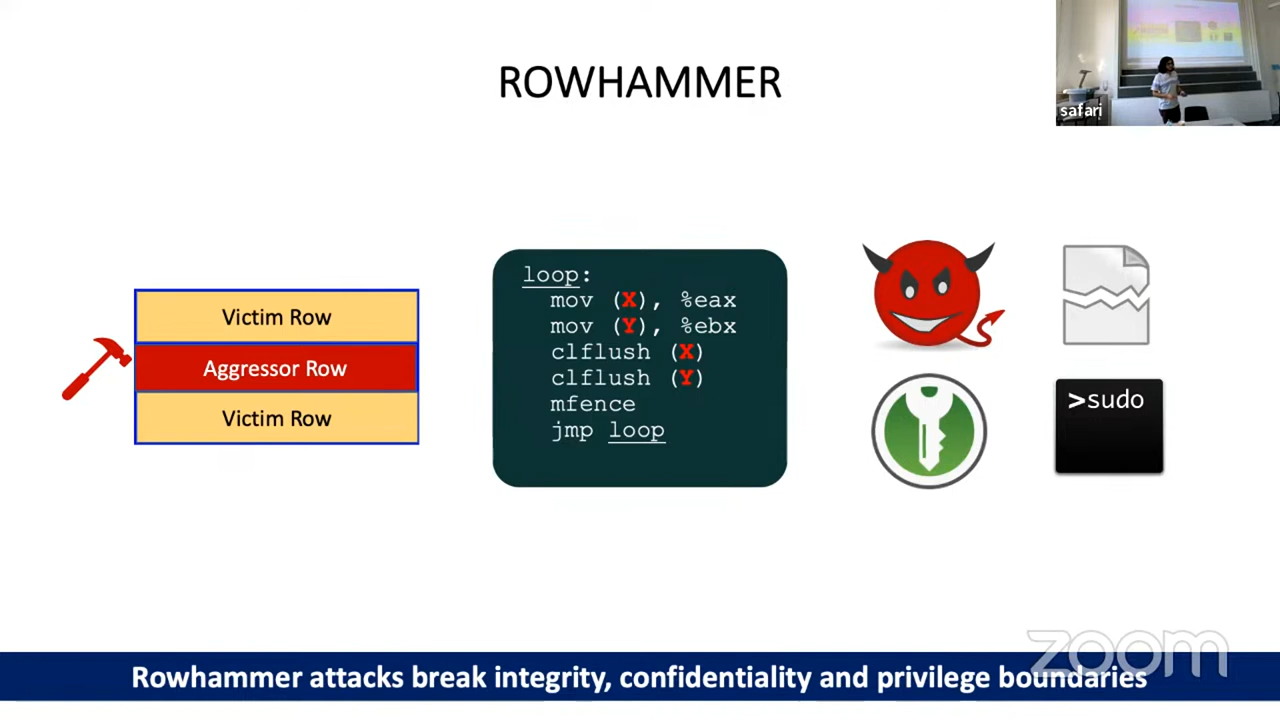 ROWHAMMER
safari
Victim Row
Aggressor Row
Victim Row
loop:
mov (X), %eax
mov (Y), %ebx
clflush (X)
clflush (Y)
mfence
jmp loop
>sudo
zoom
Rowhammer attacks break integrity, confidentiality and privilege boundaries